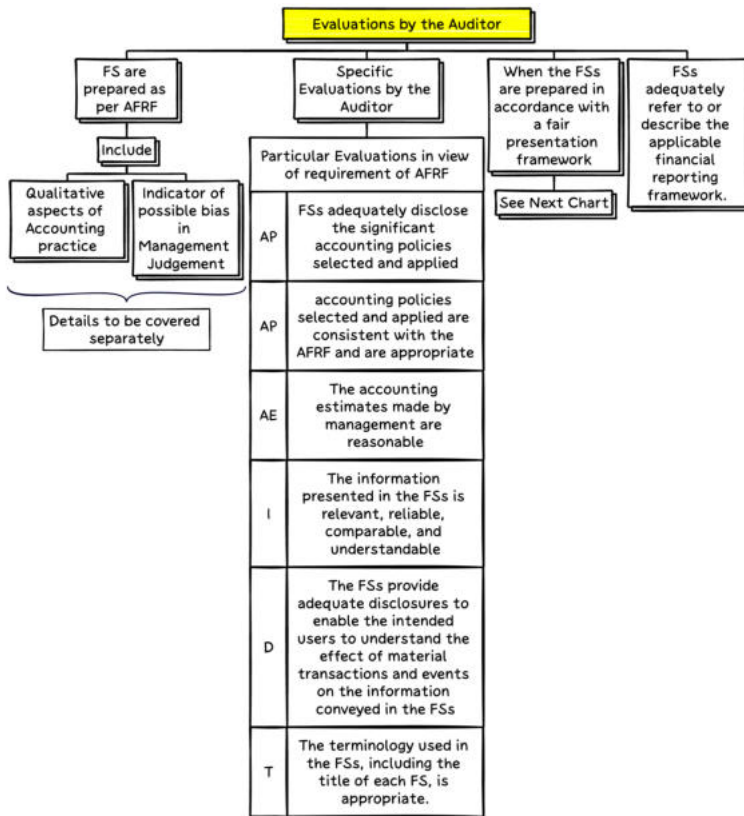 Evaluations by the Auditor
FS are
prepared as
per AFRF
Include
Qualitative
aspects of
Accounting
practice
Indicator of
possible bias
in
Management
Judgement
Details to be covered
separately
Specific
Evaluations by the
Auditor
Particular Evaluations in view
of requirement of AFRF
AP
FSs adequately disclose
the significant
accounting policies
selected and applied
AP
accounting policies
selected and applied are
consistent with the
AFRF and are appropriate
AE
The accounting
estimates made by
management are
reasonable
I
The information
presented in the FSs is
relevant, reliable,
comparable, and
understandable
D
The FSs provide
adequate disclosures to
enable the intended
users to understand the
effect of material
transactions and events
on the information
conveyed in the FSs
T
The terminology used in
the FSs, including the
title of each FS, is
appropriate.
When the FSs
are prepared in
accordance with
a fair
presentation
framework
See Next Chart
FSs
adequately
refer to or
describe the
applicable
financial
reporting
framework.